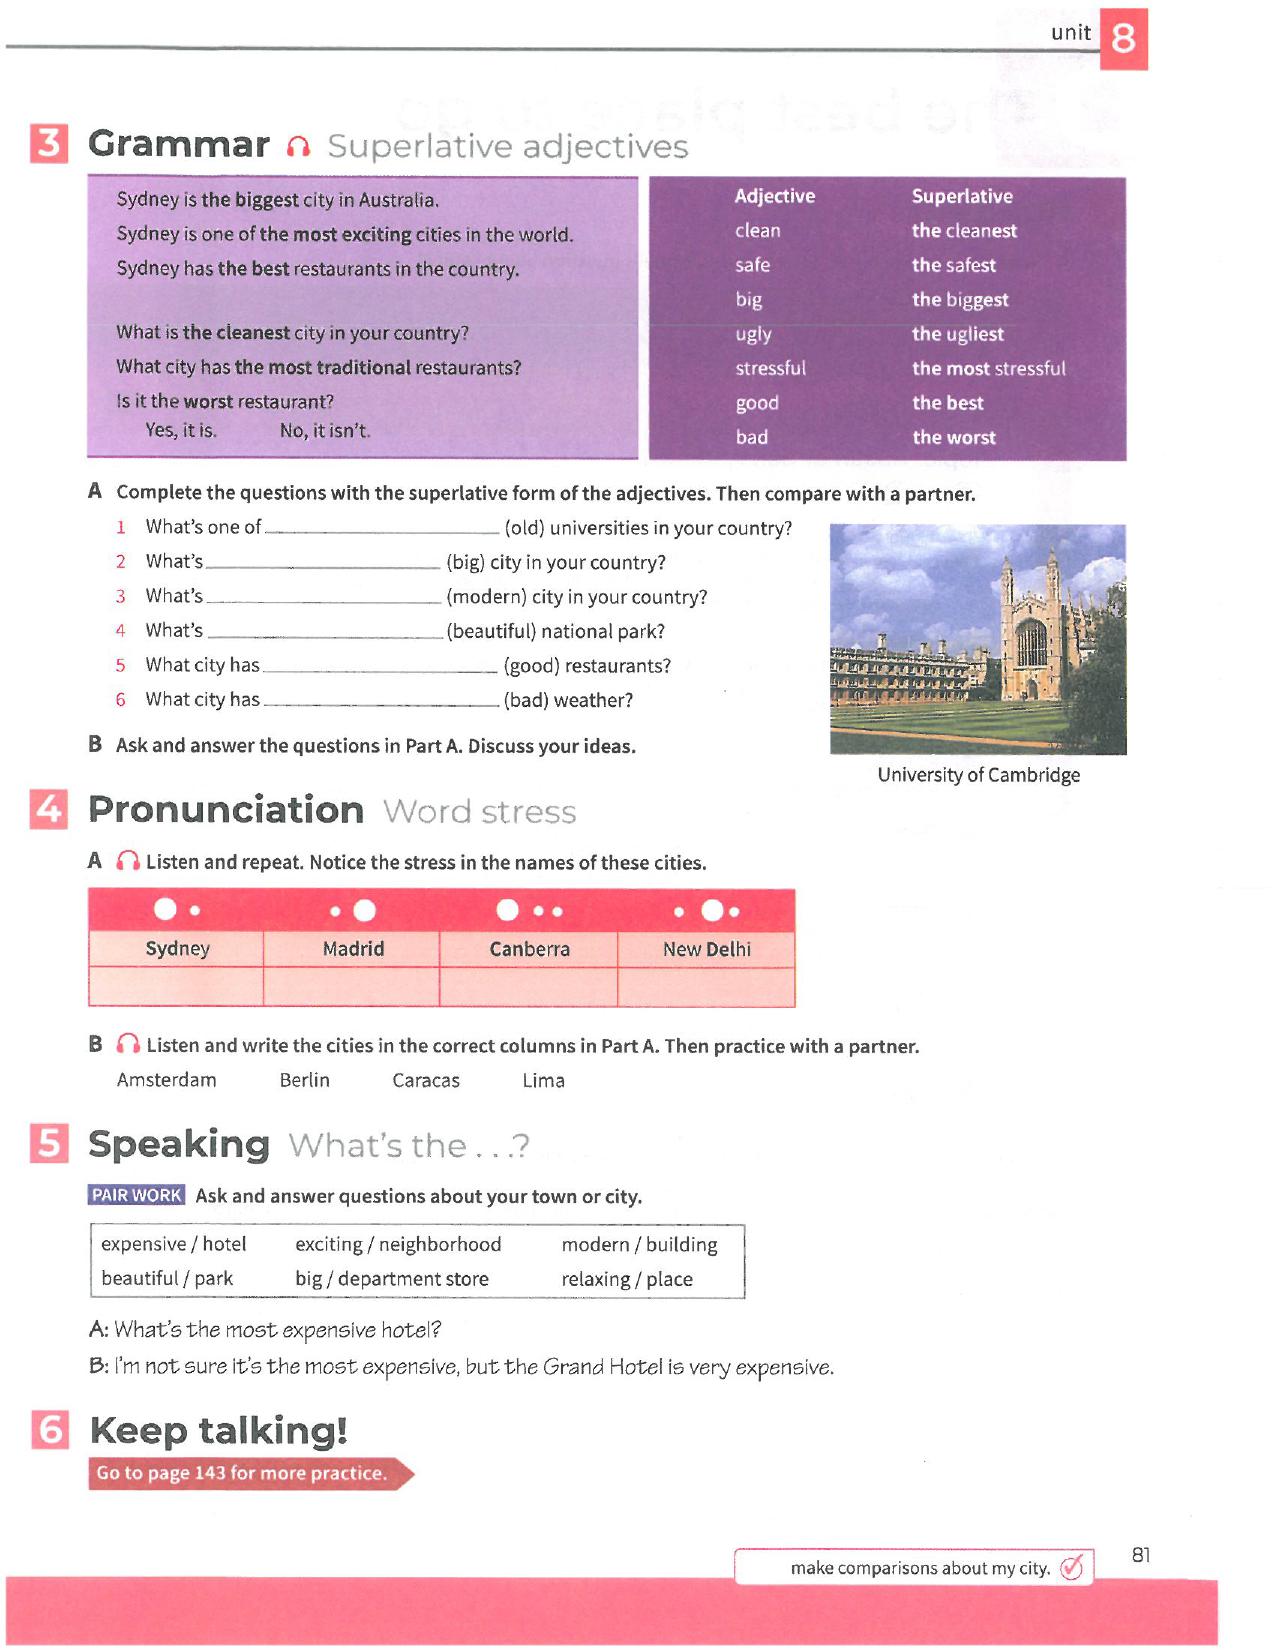 unit 8
3 Grammar Superlative adjectives
Sydney is the biggest city in Australia.
Sydney is one of the most exciting cities in the world.
Sydney has the best restaurants in the country.
What is the cleanest city in your country?
What city has the most traditional restaurants?
Is it the worst restaurant?
Yes, it is. No, it isn't.
Adjective Superlative
clean the cleanest
safe the safest
big the biggest
ugly the ugliest
stressful the most stressful
good the best
bad the worst
A Complete the questions with the superlative form of the adjectives. Then compare with a partner.
1 What's one of ____________ (old) universities in your country?
2 What's ____________ (big) city in your country?
3 What's ____________ (modern) city in your country?
4 What's ____________ (beautiful) national park?
5 What city has ____________ (good) restaurants?
6 What city has ____________ (bad) weather?
B Ask and answer the questions in Part A. Discuss your ideas.
University of Cambridge
4 Pronunciation Word stress
A Listen and repeat. Notice the stress in the names of these cities.
Sydney Madrid Canberra New Delhi
B Listen and write the cities in the correct columns in Part A. Then practice with a partner.
Amsterdam Berlin Caracas Lima
5 Speaking What's the . . .?
PAIR WORK Ask and answer questions about your town or city.
expensive / hotel exciting / neighborhood modern / building
beautiful / park big / department store relaxing / place
A: What's the most expensive hotel?
B: I'm not sure it's the most expensive, but the Grand Hotel is very expensive.
6 Keep talking!
Go to page 143 for more practice.
make comparisons about my city.
81